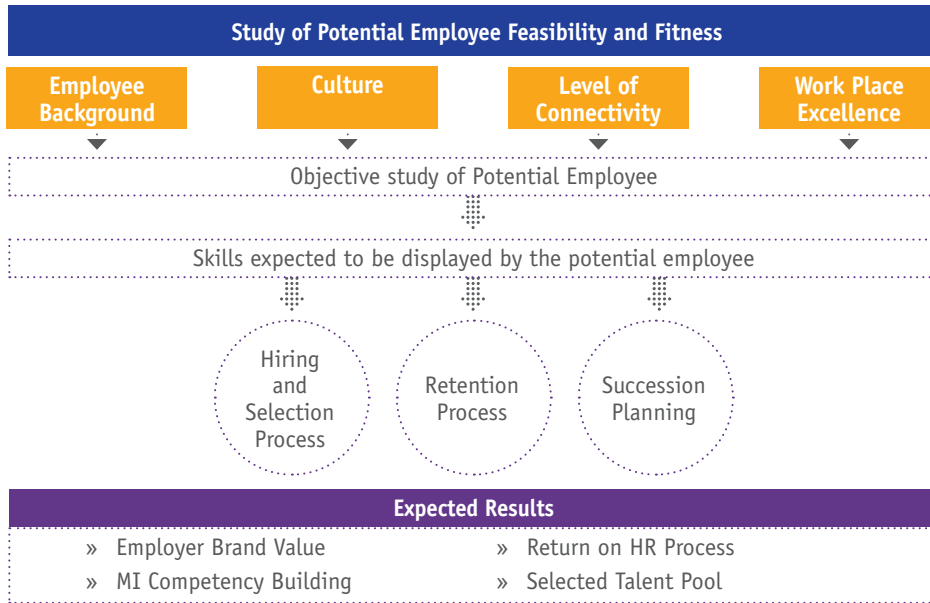 Study of Potential Employee Feasibility and Fitness
Employee
Background
Culture
Level of
Connectivity
Work Place
Excellence
Objective study of Potential Employee
Skills expected to be displayed by the potential employee
Hiring
and
Selection
Process
Retention
Process
Succession
Planning
Expected Results
» Employer Brand Value
» MI Competency Building
» Return on HR Process
» Selected Talent Pool